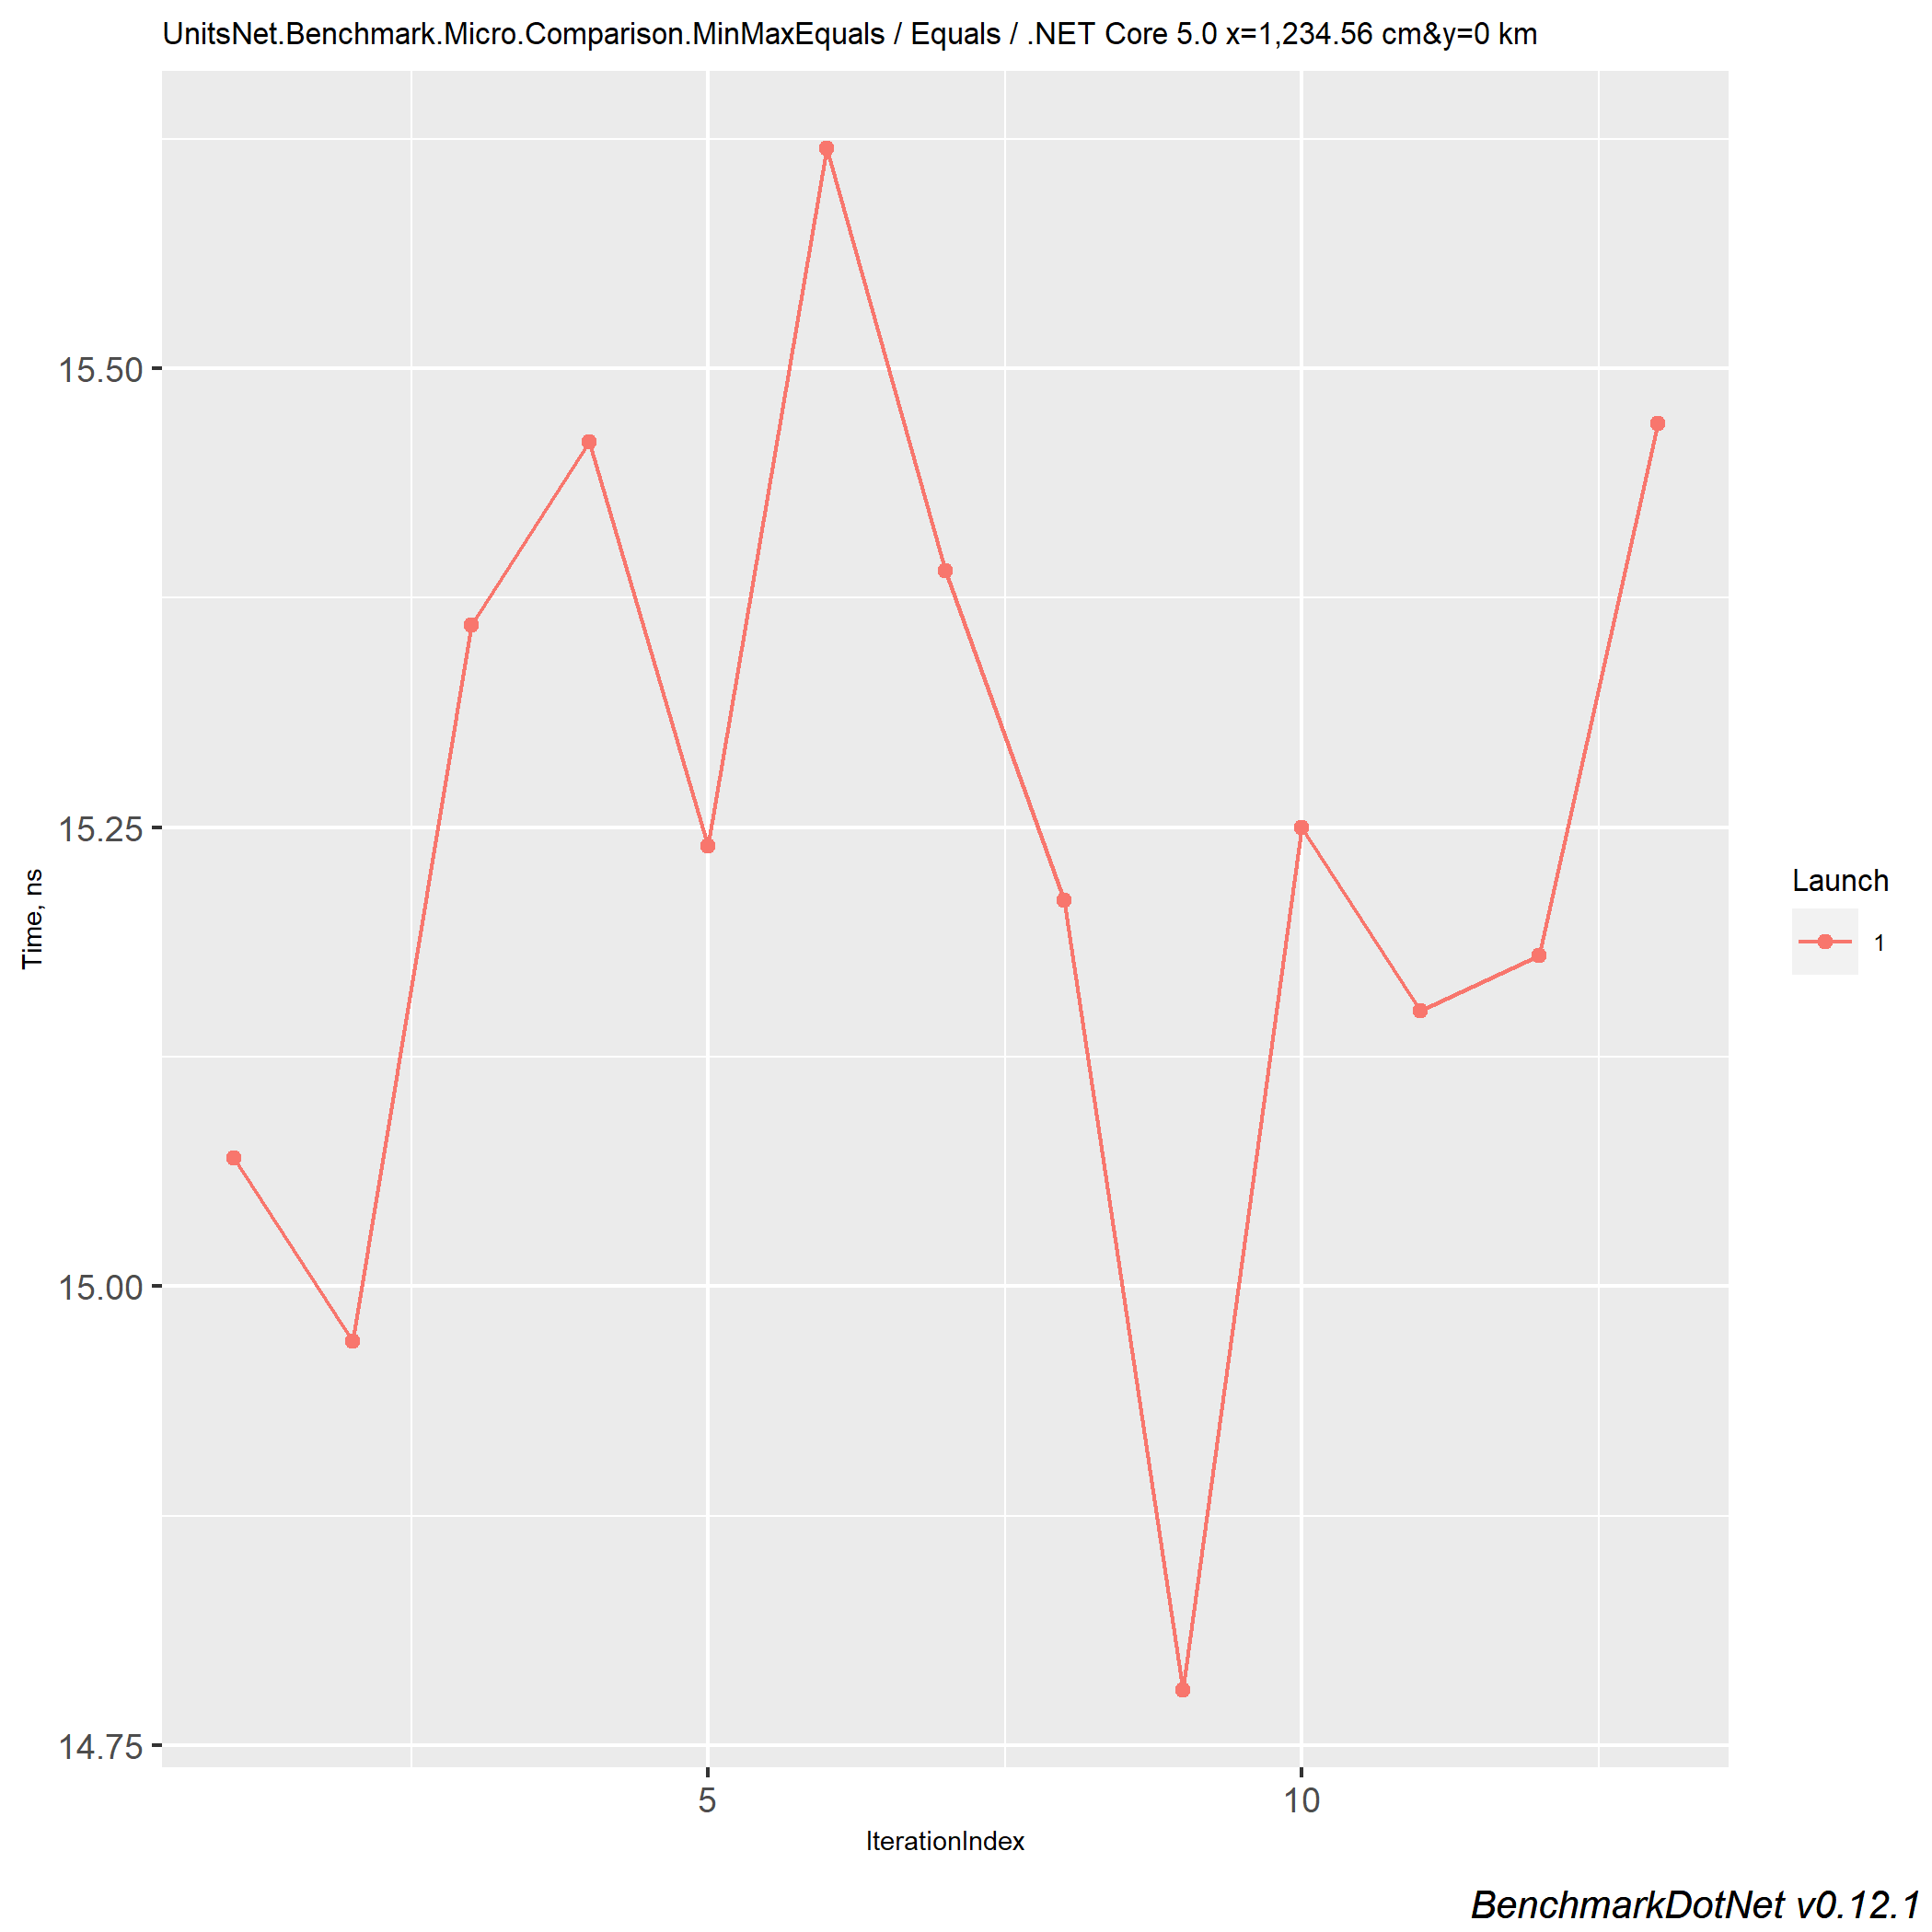 UnitsNet.Benchmark.Micro.Comparison.MinMaxEquals / Equals / .NET Core 5.0 x=1,234.56 cm&y=0 km
15.50
15.25
15.00
14.75
Time, ns
5
10
IterationIndex
Launch
1
BenchmarkDotNet v0.12.1